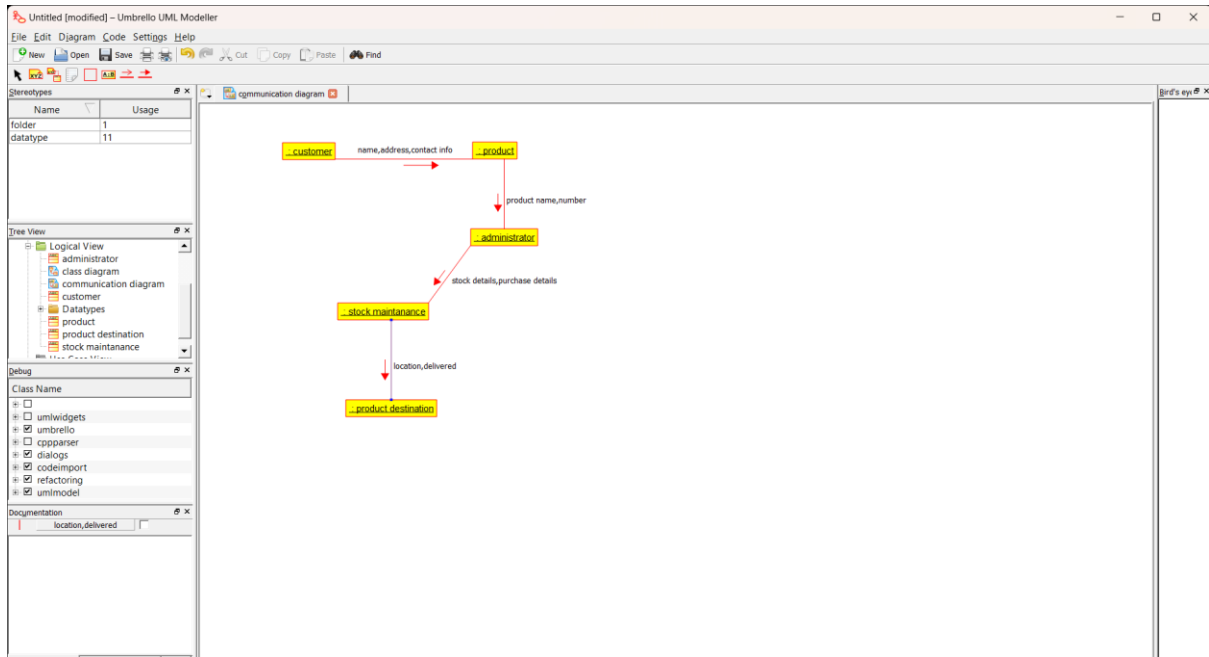 Untitled [modified] – Umbrello UML Modeller
File Edit Diagram Code Settings Help
New Open Save Cut Copy Paste Find
Stereotypes
communication diagram
Bird's eye
Name Usage
folder 1
datatype 11
: customer
name,address,contact info
: product
product name,number
Tree View
Logical View
administrator
class diagram
communication diagram
customer
Datatypes
product
product destination
stock maintanance
: administrator
stock details,purchase details
: stock maintanance
location,delivered
: product destination
Debug
Class Name
umlwidgets
umbrello
cppparser
dialogs
codeimport
refactoring
umlmodel
Documentation
location,delivered